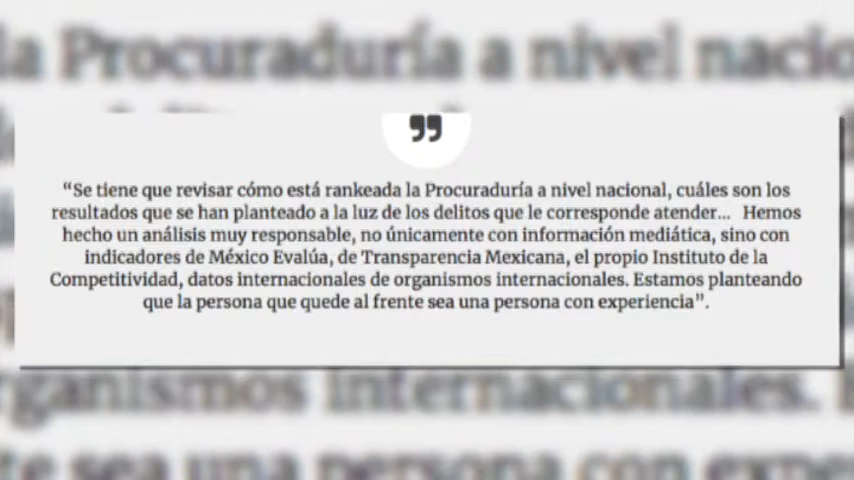 la Procuraduría a nivel nacio
”
“Se tiene que revisar cómo está rankeada la Procuraduría a nivel nacional, cuáles son los
resultados que se han planteado a la luz de los delitos que le corresponde atender... Hemos
hecho un análisis muy responsable, no únicamente con información mediática, sino con
indicadores de México Evalúa, de Transparencia Mexicana, el propio Instituto de la
Competitividad, datos internacionales de organismos internacionales. Estamos planteando
que la persona que quede al frente sea una persona con experiencia”.
organismos internacionales.
te sea una persona con expe